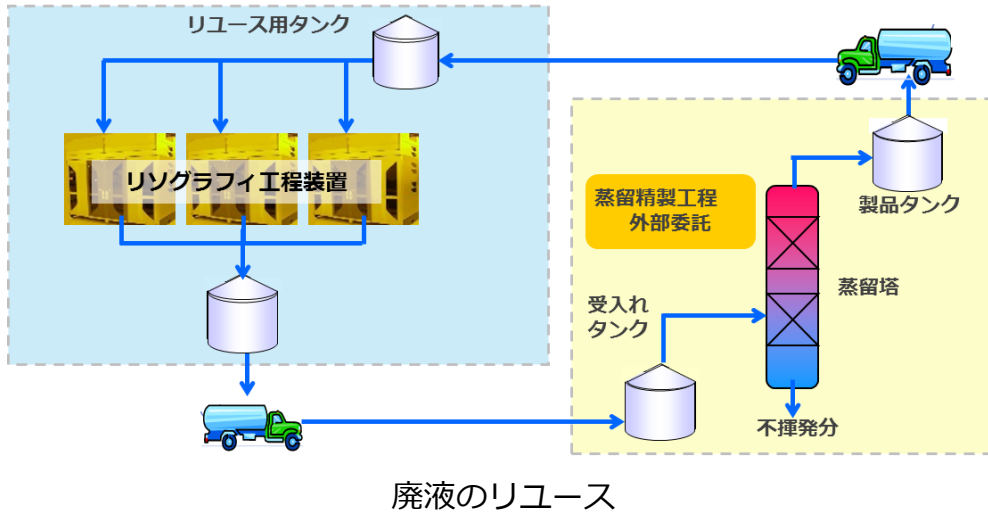 リユース用タンク
リソグラフィ工程装置
蒸留精製工程
外部委託
製品タンク
蒸留塔
受入れ
タンク
不揮発分
廃液のリユース